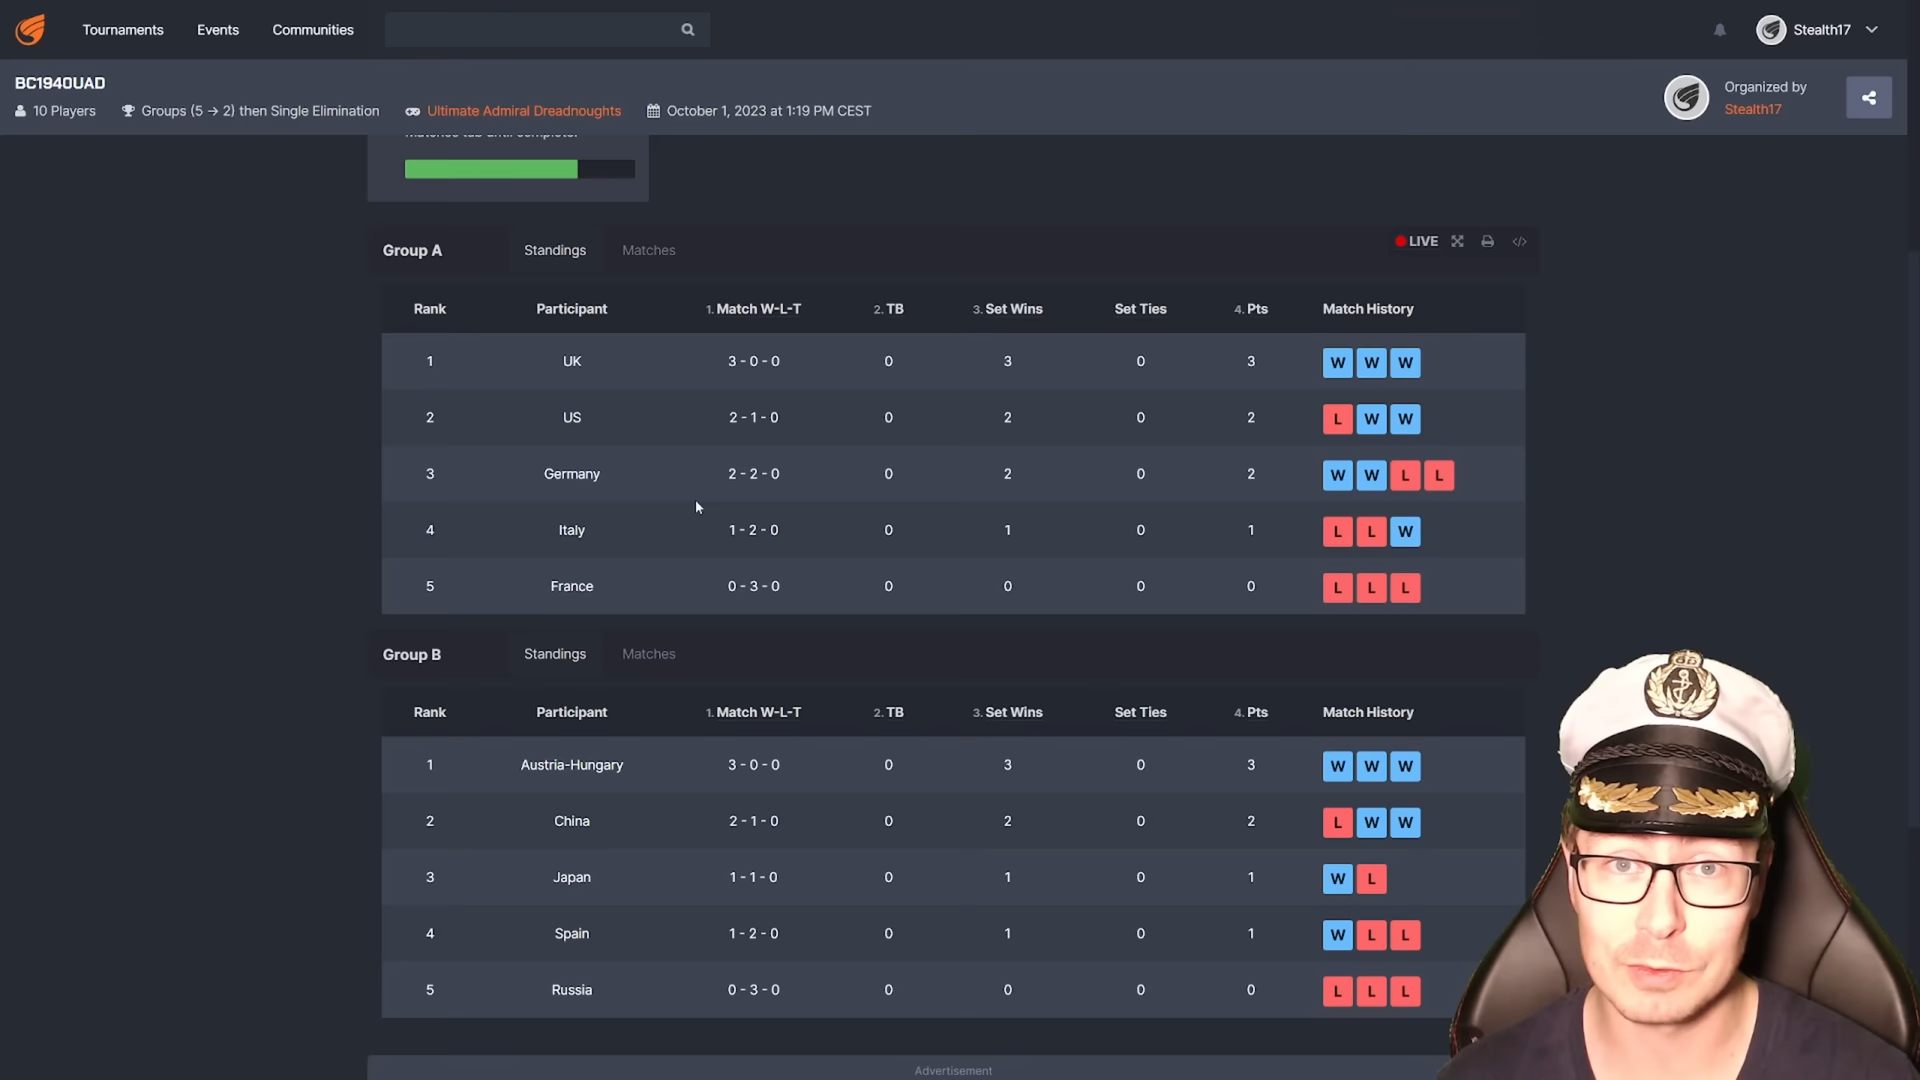 Tournaments Events Communities Stealth17
BC1940UAD
10 Players Groups (5 → 2) then Single Elimination Ultimate Admiral Dreadnoughts October 1, 2023 at 1:19 PM CEST
Organized by
Stealth17
Matches tab until complete.
Group A Standings Matches LIVE
Rank Participant 1. Match W-L-T 2. TB 3. Set Wins Set Ties 4. Pts Match History
1 UK 3 - 0 - 0 0 3 0 3 W W W
2 US 2 - 1 - 0 0 2 0 2 L W W
3 Germany 2 - 2 - 0 0 2 0 2 W W L L
4 Italy 1 - 2 - 0 0 1 0 1 L L W
5 France 0 - 3 - 0 0 0 0 0 L L L
Group B Standings Matches
Rank Participant 1. Match W-L-T 2. TB 3. Set Wins Set Ties 4. Pts Match History
1 Austria-Hungary 3 - 0 - 0 0 3 0 3 W W W
2 China 2 - 1 - 0 0 2 0 2 L W W
3 Japan 1 - 1 - 0 0 1 0 1 W L
4 Spain 1 - 2 - 0 0 1 0 1 W L L
5 Russia 0 - 3 - 0 0 0 0 0 L L L
Advertisement